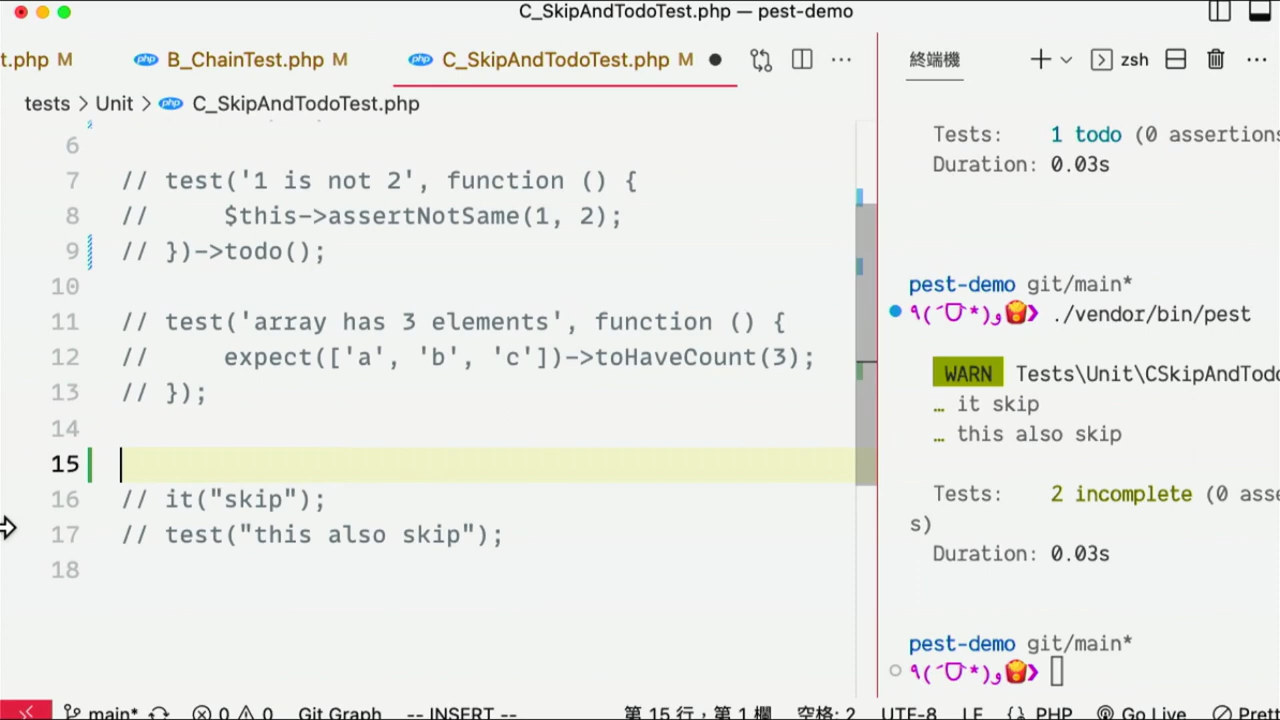 C_SkipAndTodoTest.php — pest-demo
t.php M
B_ChainTest.php M
C_SkipAndTodoTest.php M
終端機
zsh
tests > Unit > C_SkipAndTodoTest.php
6
7 // test('1 is not 2', function () {
8 //     $this->assertNotSame(1, 2);
9 // })->todo();
10
11 // test('array has 3 elements', function () {
12 //     expect(['a', 'b', 'c'])->toHaveCount(3);
13 // });
14
15
16 // it("skip");
17 // test("this also skip");
18
Tests: 1 todo (0 assertions
Duration: 0.03s
pest-demo git/main*
٩(ˊᗜˋ*)و🍟❯ ./vendor/bin/pest
WARN Tests\Unit\CSkipAndTodo
… it skip
… this also skip
Tests: 2 incomplete (0 asse
s)
Duration: 0.03s
pest-demo git/main*
٩(ˊᗜˋ*)و🍟❯
main* 0 0 Git Graph -- INSERT -- 第 15 行，第 1 欄 空格: 2 UTF-8 LF {} PHP Go Live Prett